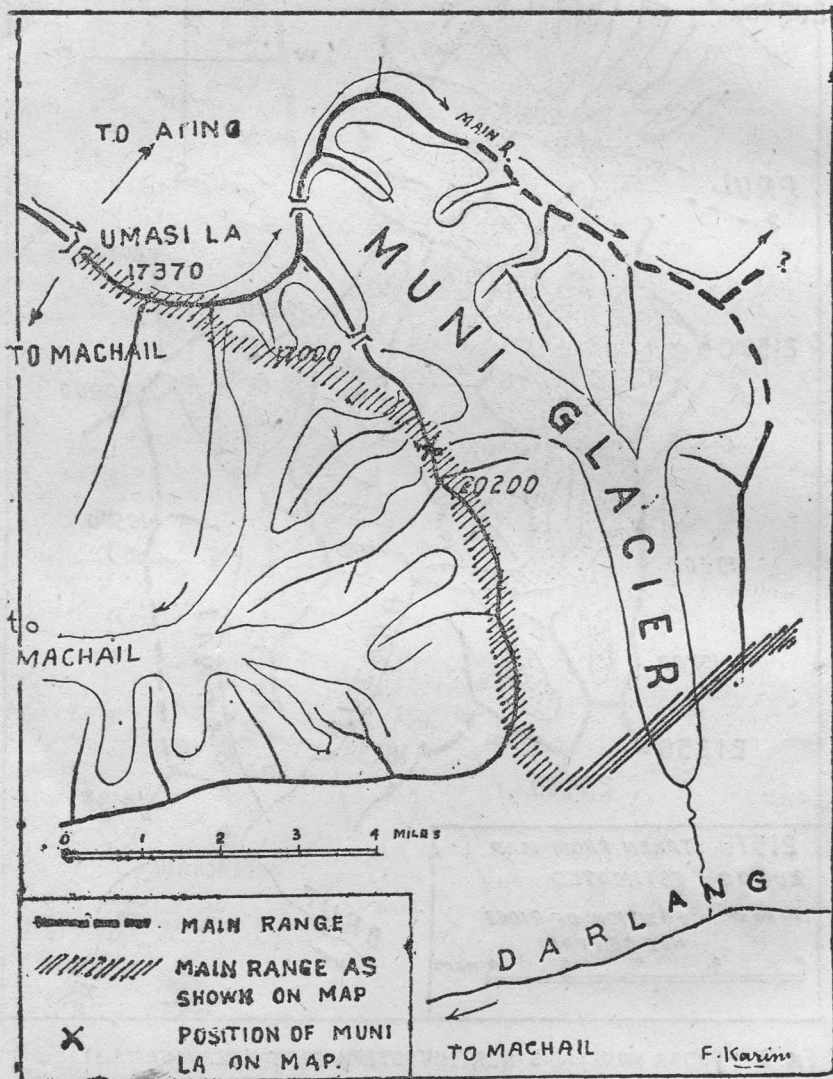 TO ATING
MAIN R.
UMASI LA
17370
?
TO MACHAIL
17000
MUNI GLACIER
20200
to
MACHAIL
0 1 2 3 4 MILES
MAIN RANGE
MAIN RANGE AS
SHOWN ON MAP
X POSITION OF MUNI
LA ON MAP.
DARLANG
TO MACHAIL
F. Karim